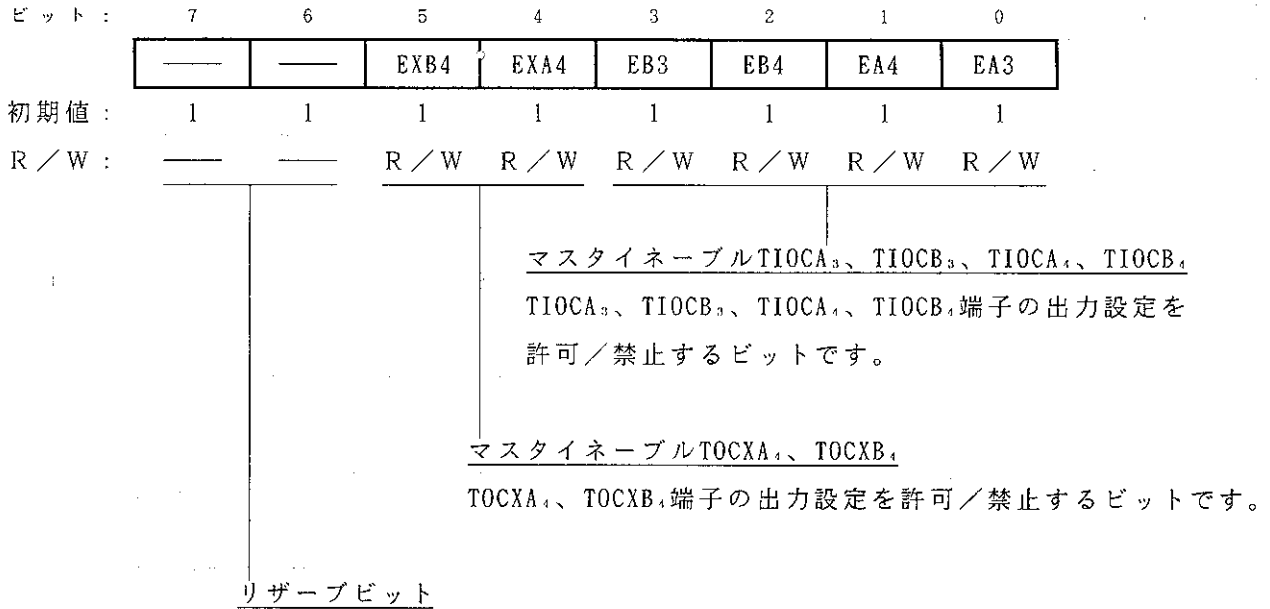 ビット： 7 6 5 4 3 2 1 0
— — EXB4 EXA4 EB3 EB4 EA4 EA3
初期値： 1 1 1 1 1 1 1 1
R／W： — — R／W R／W R／W R／W R／W R／W
マスタイネーブルTIOCA₃、TIOCB₃、TIOCA₄、TIOCB₄
TIOCA₃、TIOCB₃、TIOCA₄、TIOCB₄端子の出力設定を
許可／禁止するビットです。
マスタイネーブルTOCXA₄、TOCXB₄
TOCXA₄、TOCXB₄端子の出力設定を許可／禁止するビットです。
リザーブビット